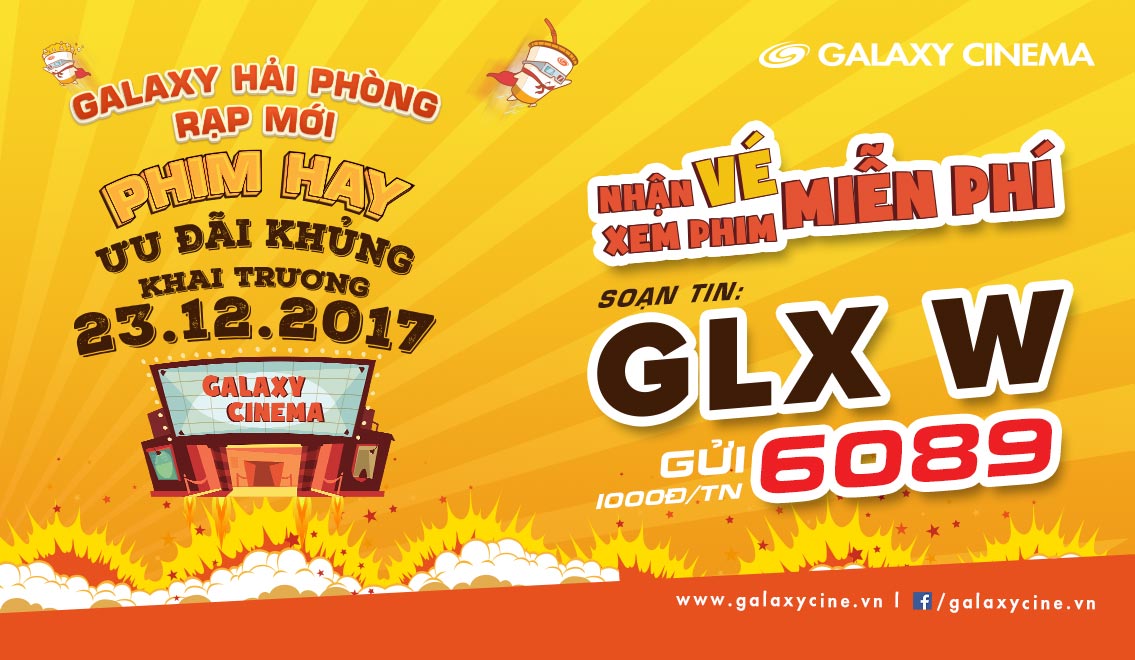 GALAXY HẢI PHÒNG
RẠP MỚI
PHIM HAY
ƯU ĐÃI KHỦNG
KHAI TRƯƠNG
23.12.2017
GALAXY
CINEMA
GALAXY CINEMA
NHẬN VÉ MIỄN PHÍ
XEM PHIM
SOẠN TIN:
GLX W
GỬI 6089
1000Đ/TN
www.galaxycine.vn | f/galaxycine.vn